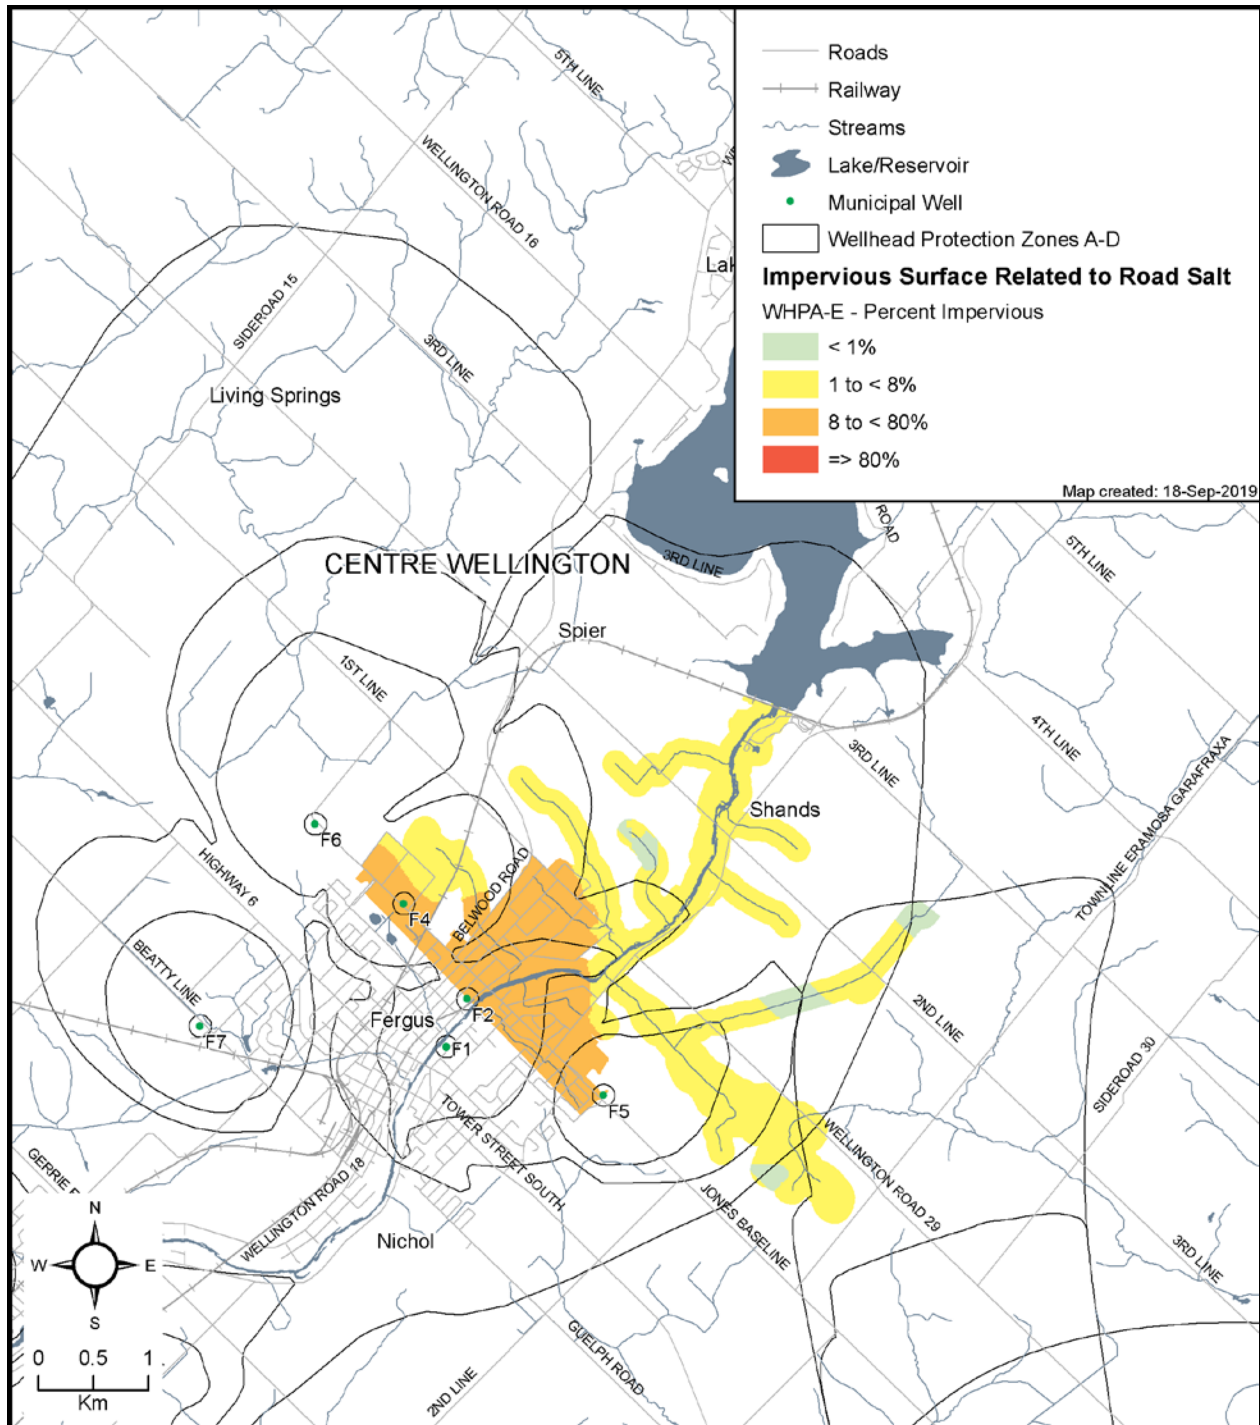 Roads
Railway
Streams
Lake/Reservoir
Municipal Well
Wellhead Protection Zones A-D
Impervious Surface Related to Road Salt
WHPA-E - Percent Impervious
< 1%
1 to < 8%
8 to < 80%
=> 80%
Map created: 18-Sep-2019
5TH LINE
WELLINGTON ROAD 16
SIDEROAD 15
3RD LINE
Living Springs
CENTRE WELLINGTON
3RD LINE
ROAD
5TH LINE
Spier
1ST LINE
4TH LINE
3RD LINE
TOWNLINE ERAMOSA GARAFRAXA
Shands
F6
HIGHWAY 6
F4
BELWOOD ROAD
BEATTY LINE
2ND LINE
F2
Fergus
F7
F1
SIDEROAD 30
F5
TOWER STREET SOUTH
WELLINGTON ROAD 29
GERRIE
WELLINGTON ROAD 18
JONES BASELINE
Nichol
3RD LINE
GUELPH ROAD
2ND LINE
N
W
E
S
0 0.5 1
Km